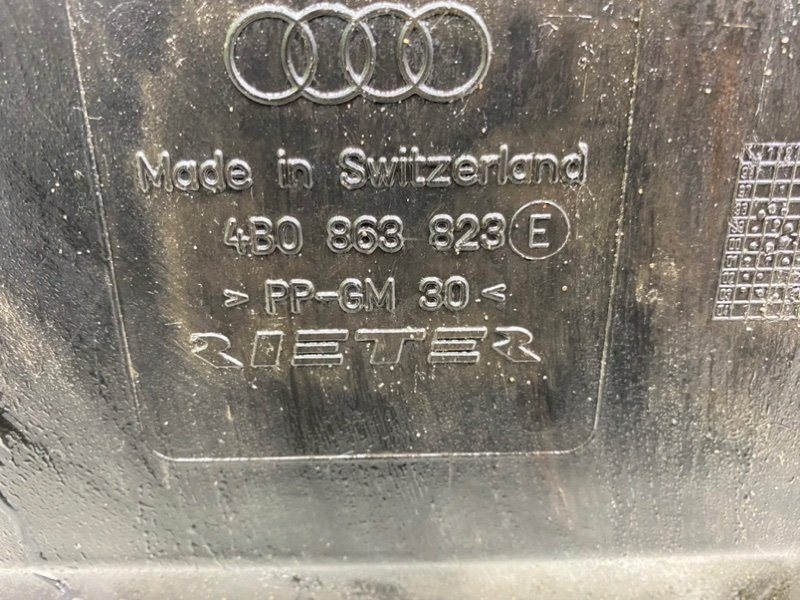 Made in Switzerland
4B0 863 823 E
> PP-GM 30 <
RIETER